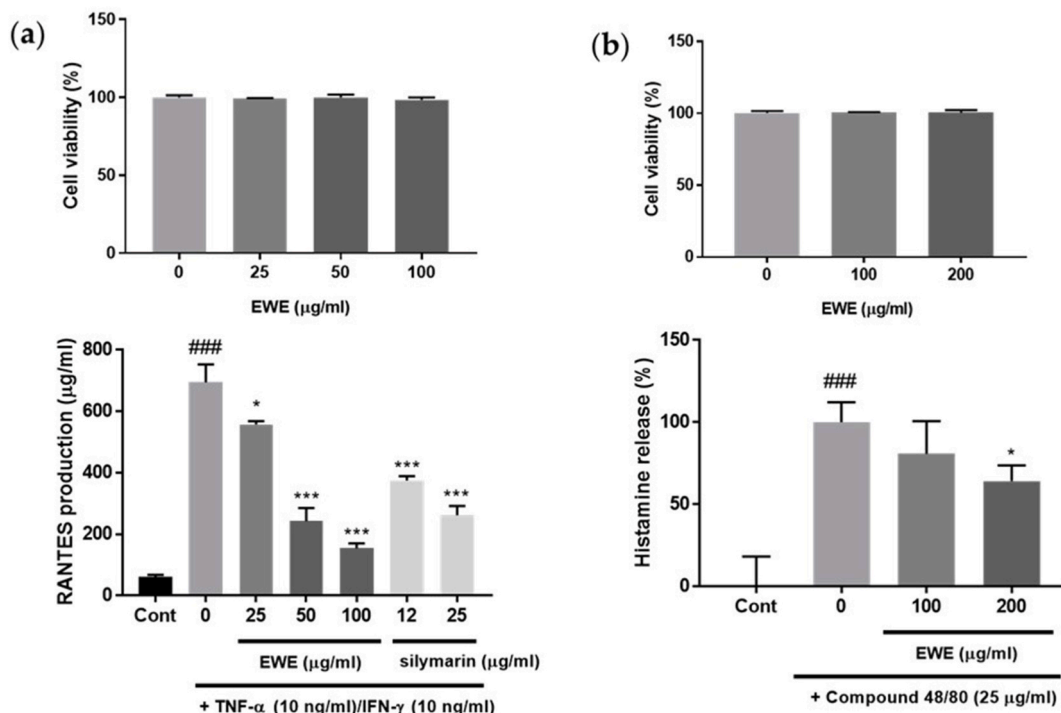 (a)
150
100
50
0
Cell viability (%)
0 25 50 100
EWE (μg/ml)
(b)
150
100
50
0
Cell viability (%)
0 100 200
EWE (μg/ml)
800
600
400
200
0
RANTES production (μg/ml)
###
*
***
***
***
***
Cont 0 25 50 100 12 25
EWE (μg/ml) silymarin (μg/ml)
+ TNF-α (10 ng/ml)/IFN-γ (10 ng/ml)
150
100
50
0
Histamine release (%)
###
*
Cont 0 100 200
EWE (μg/ml)
+ Compound 48/80 (25 μg/ml)